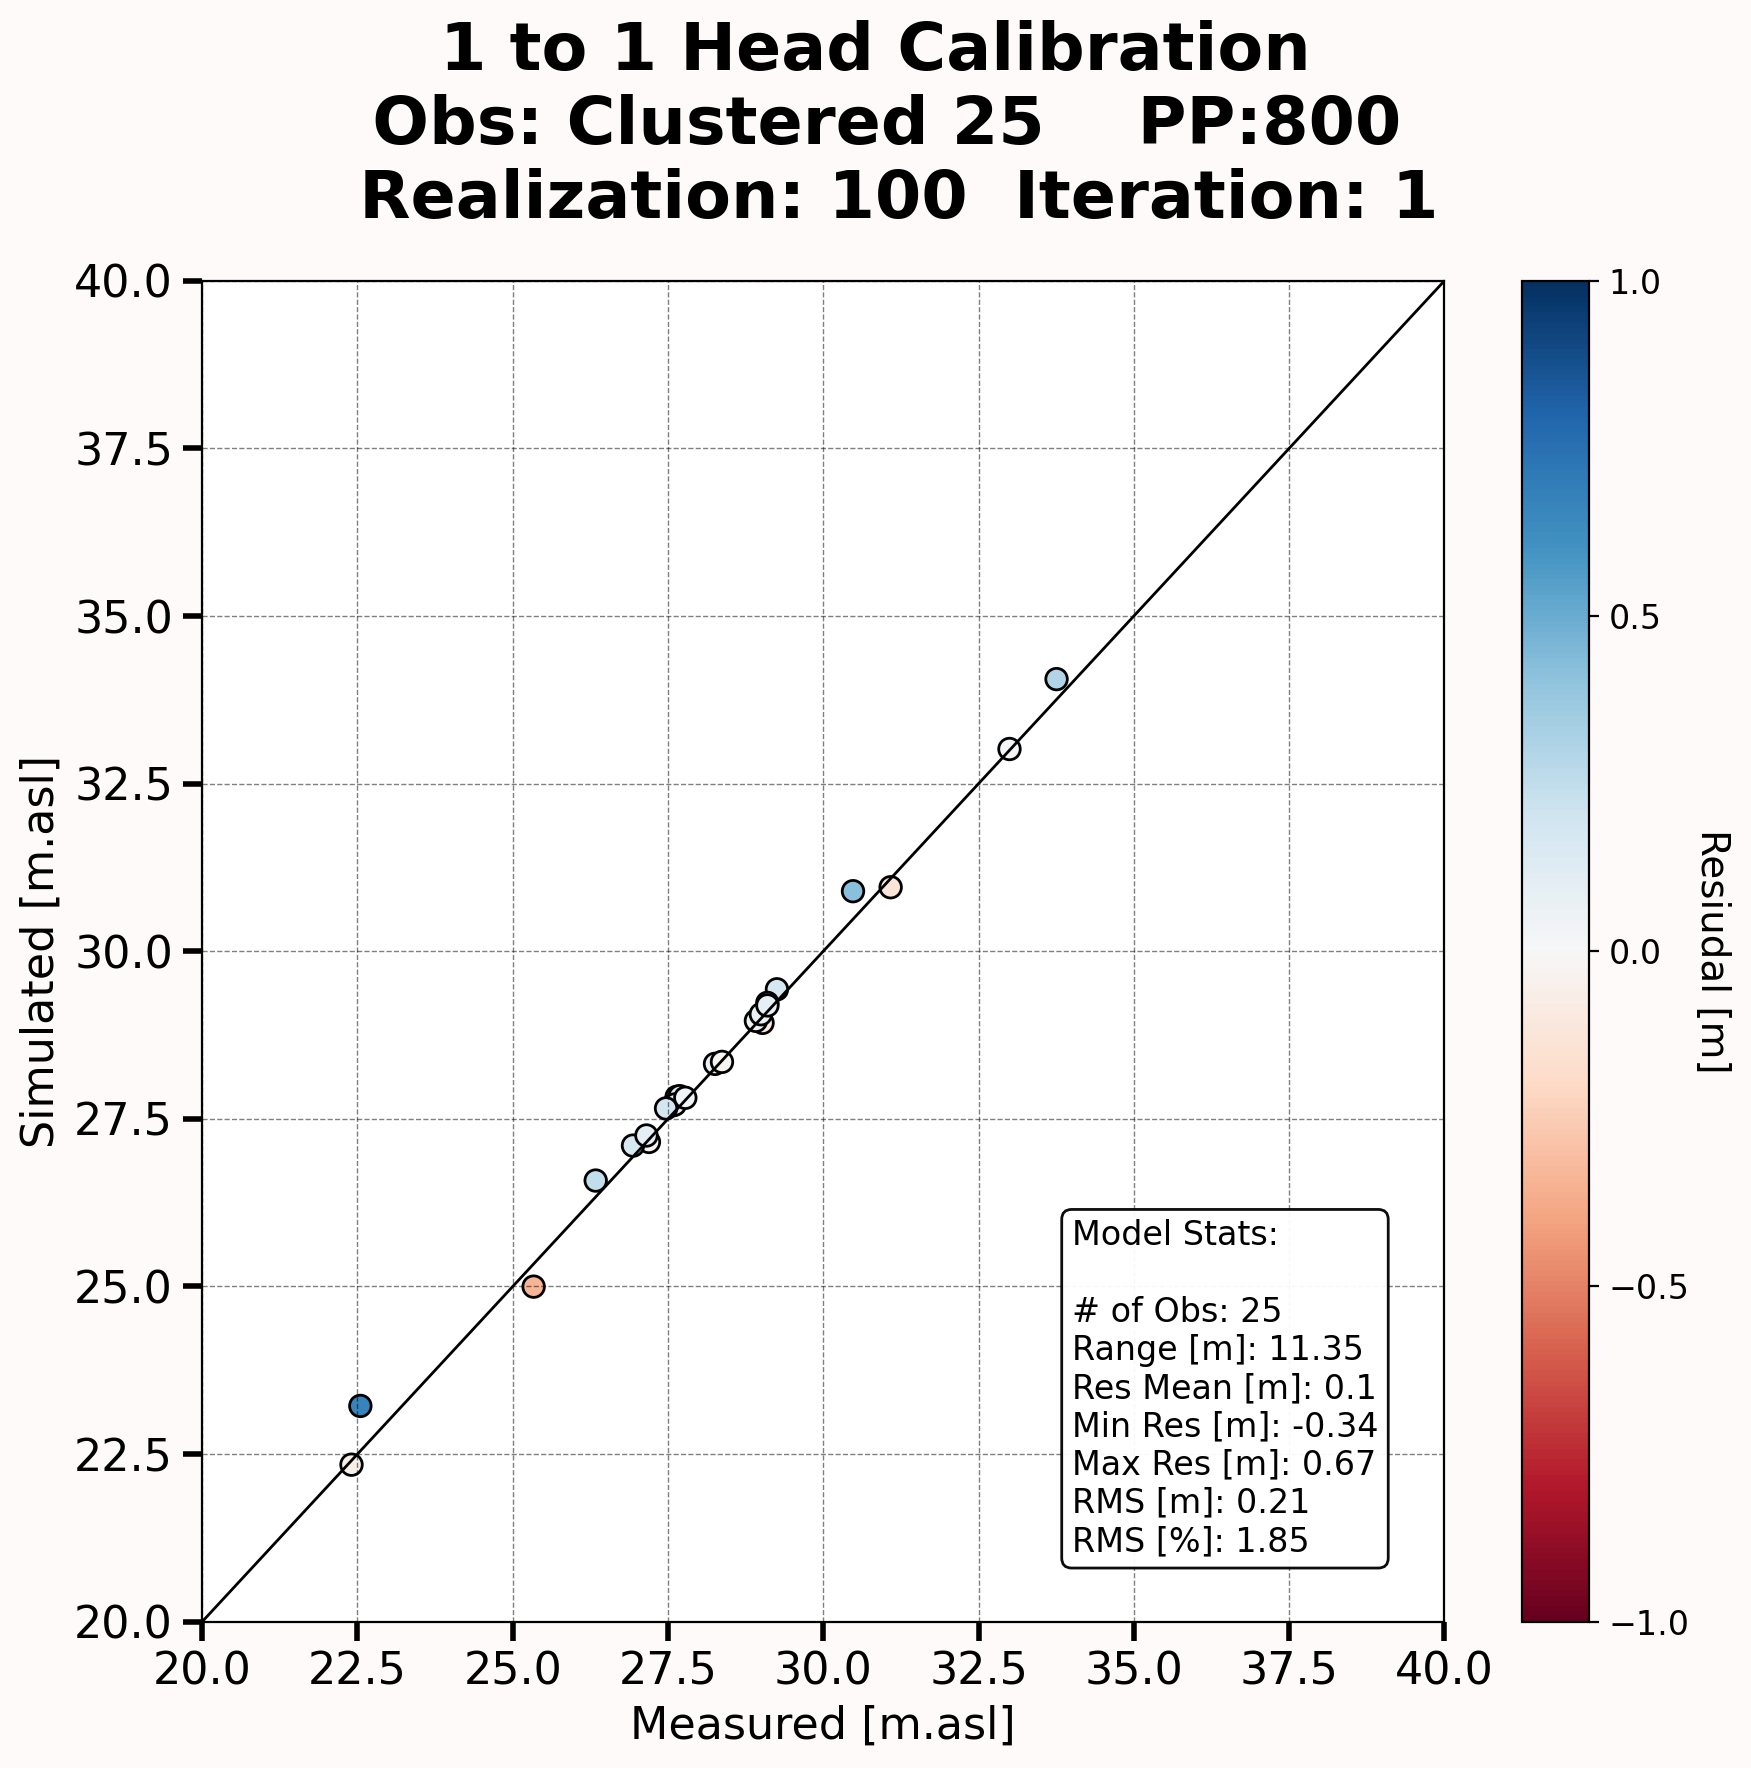 1 to 1 Head Calibration
Obs: Clustered 25    PP:800
Realization: 100  Iteration: 1
40.0
37.5
35.0
32.5
30.0
27.5
25.0
22.5
20.0
Simulated [m.asl]
20.0 22.5 25.0 27.5 30.0 32.5 35.0 37.5 40.0
Measured [m.asl]
Model Stats:
# of Obs: 25
Range [m]: 11.35
Res Mean [m]: 0.1
Min Res [m]: -0.34
Max Res [m]: 0.67
RMS [m]: 0.21
RMS [%]: 1.85
1.0
0.5
0.0
−0.5
−1.0
Resiudal [m]